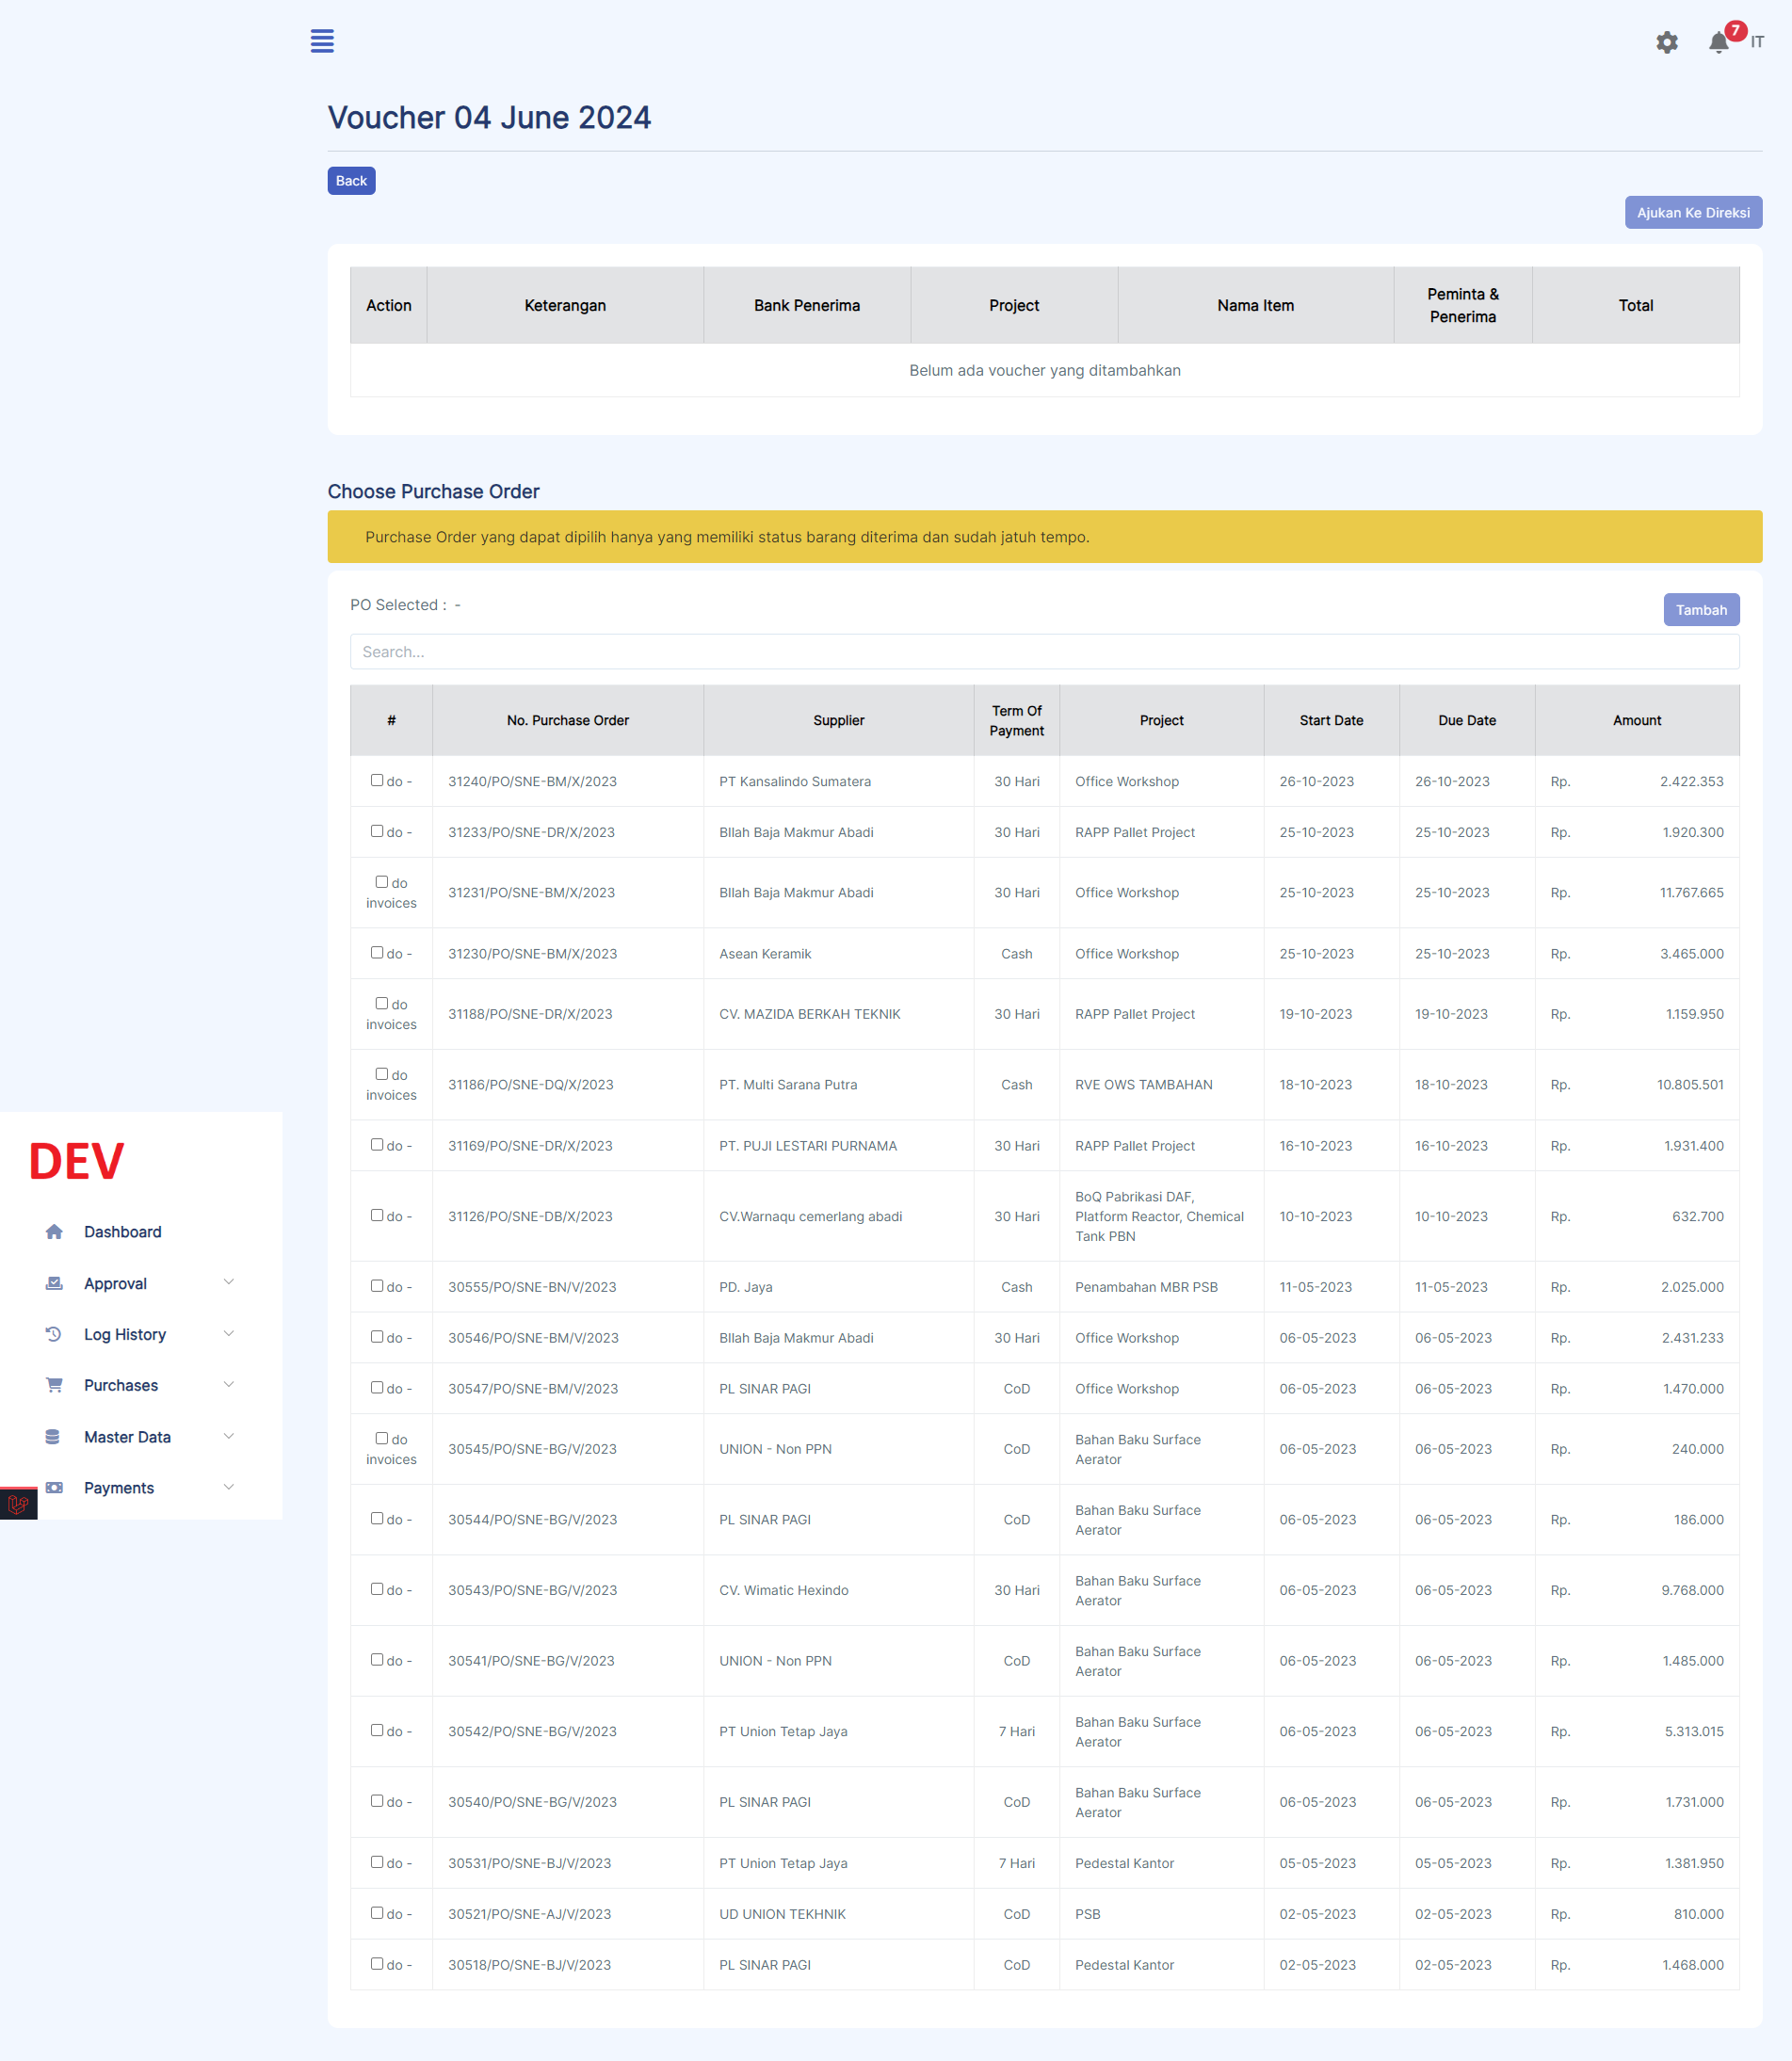 7
IT
Voucher 04 June 2024
Back
Ajukan Ke Direksi
Action Keterangan Bank Penerima Project Nama Item Peminta & Penerima Total
Belum ada voucher yang ditambahkan
Choose Purchase Order
Purchase Order yang dapat dipilih hanya yang memiliki status barang diterima dan sudah jatuh tempo.
PO Selected : -
Tambah
Search...
# No. Purchase Order Supplier Term Of Payment Project Start Date Due Date Amount
do - 31240/PO/SNE-BM/X/2023 PT Kansalindo Sumatera 30 Hari Office Workshop 26-10-2023 26-10-2023 Rp. 2.422.353
do - 31233/PO/SNE-DR/X/2023 BIlah Baja Makmur Abadi 30 Hari RAPP Pallet Project 25-10-2023 25-10-2023 Rp. 1.920.300
do invoices 31231/PO/SNE-BM/X/2023 BIlah Baja Makmur Abadi 30 Hari Office Workshop 25-10-2023 25-10-2023 Rp. 11.767.665
do - 31230/PO/SNE-BM/X/2023 Asean Keramik Cash Office Workshop 25-10-2023 25-10-2023 Rp. 3.465.000
do invoices 31188/PO/SNE-DR/X/2023 CV. MAZIDA BERKAH TEKNIK 30 Hari RAPP Pallet Project 19-10-2023 19-10-2023 Rp. 1.159.950
do invoices 31186/PO/SNE-DQ/X/2023 PT. Multi Sarana Putra Cash RVE OWS TAMBAHAN 18-10-2023 18-10-2023 Rp. 10.805.501
do - 31169/PO/SNE-DR/X/2023 PT. PUJI LESTARI PURNAMA 30 Hari RAPP Pallet Project 16-10-2023 16-10-2023 Rp. 1.931.400
do - 31126/PO/SNE-DB/X/2023 CV.Warnaqu cemerlang abadi 30 Hari BoQ Pabrikasi DAF, Platform Reactor, Chemical Tank PBN 10-10-2023 10-10-2023 Rp. 632.700
do - 30555/PO/SNE-BN/V/2023 PD. Jaya Cash Penambahan MBR PSB 11-05-2023 11-05-2023 Rp. 2.025.000
do - 30546/PO/SNE-BM/V/2023 BIlah Baja Makmur Abadi 30 Hari Office Workshop 06-05-2023 06-05-2023 Rp. 2.431.233
do - 30547/PO/SNE-BM/V/2023 PL SINAR PAGI CoD Office Workshop 06-05-2023 06-05-2023 Rp. 1.470.000
do invoices 30545/PO/SNE-BG/V/2023 UNION - Non PPN CoD Bahan Baku Surface Aerator 06-05-2023 06-05-2023 Rp. 240.000
do - 30544/PO/SNE-BG/V/2023 PL SINAR PAGI CoD Bahan Baku Surface Aerator 06-05-2023 06-05-2023 Rp. 186.000
do - 30543/PO/SNE-BG/V/2023 CV. Wimatic Hexindo 30 Hari Bahan Baku Surface Aerator 06-05-2023 06-05-2023 Rp. 9.768.000
do - 30541/PO/SNE-BG/V/2023 UNION - Non PPN CoD Bahan Baku Surface Aerator 06-05-2023 06-05-2023 Rp. 1.485.000
do - 30542/PO/SNE-BG/V/2023 PT Union Tetap Jaya 7 Hari Bahan Baku Surface Aerator 06-05-2023 06-05-2023 Rp. 5.313.015
do - 30540/PO/SNE-BG/V/2023 PL SINAR PAGI CoD Bahan Baku Surface Aerator 06-05-2023 06-05-2023 Rp. 1.731.000
do - 30531/PO/SNE-BJ/V/2023 PT Union Tetap Jaya 7 Hari Pedestal Kantor 05-05-2023 05-05-2023 Rp. 1.381.950
do - 30521/PO/SNE-AJ/V/2023 UD UNION TEKHNIK CoD PSB 02-05-2023 02-05-2023 Rp. 810.000
do - 30518/PO/SNE-BJ/V/2023 PL SINAR PAGI CoD Pedestal Kantor 02-05-2023 02-05-2023 Rp. 1.468.000
DEV
Dashboard
Approval
Log History
Purchases
Master Data
Payments